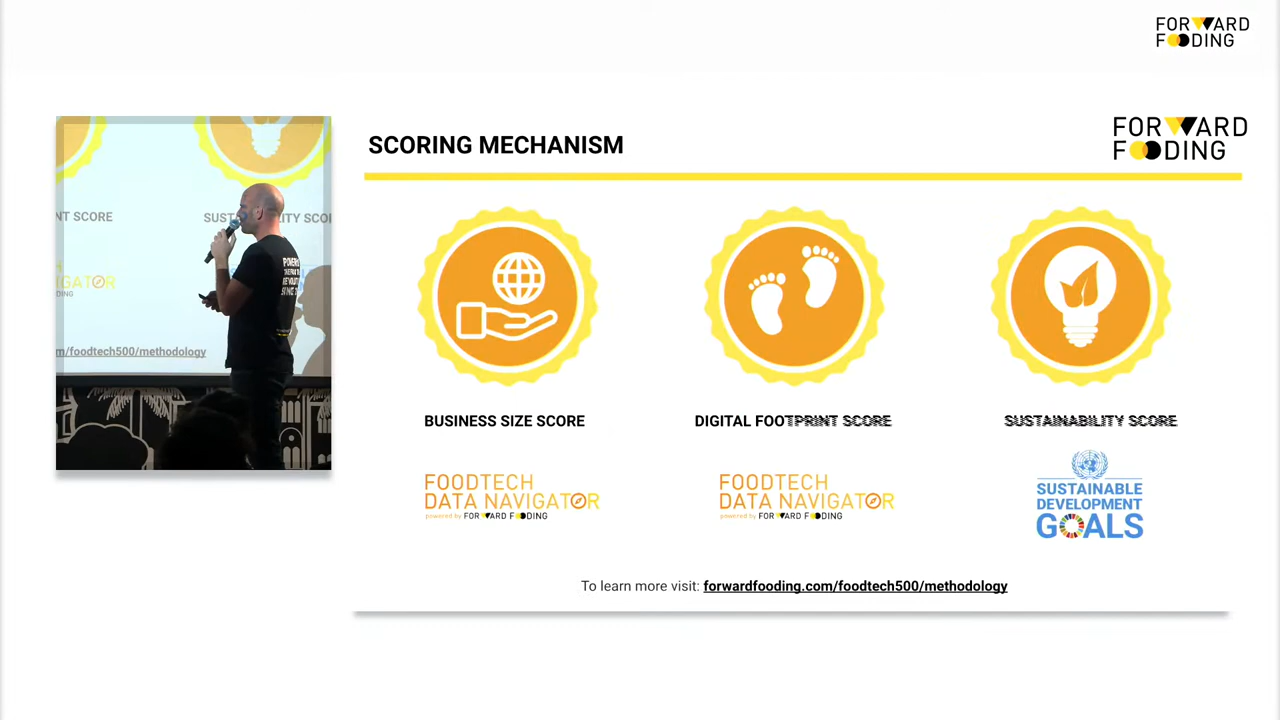 FORWARD
FOODING
FORWARD
FOODING
SCORING MECHANISM
NT SCORE
m/foodtech500/methodology
BUSINESS SIZE SCORE
DIGITAL FOOTPRINT SCORE
SUSTAINABILITY SCORE
FOODTECH
DATA NAVIGATOR
powered by FORWARD FOODING
FOODTECH
DATA NAVIGATOR
powered by FORWARD FOODING
SUSTAINABLE
DEVELOPMENT
GOALS
To learn more visit: forwardfooding.com/foodtech500/methodology